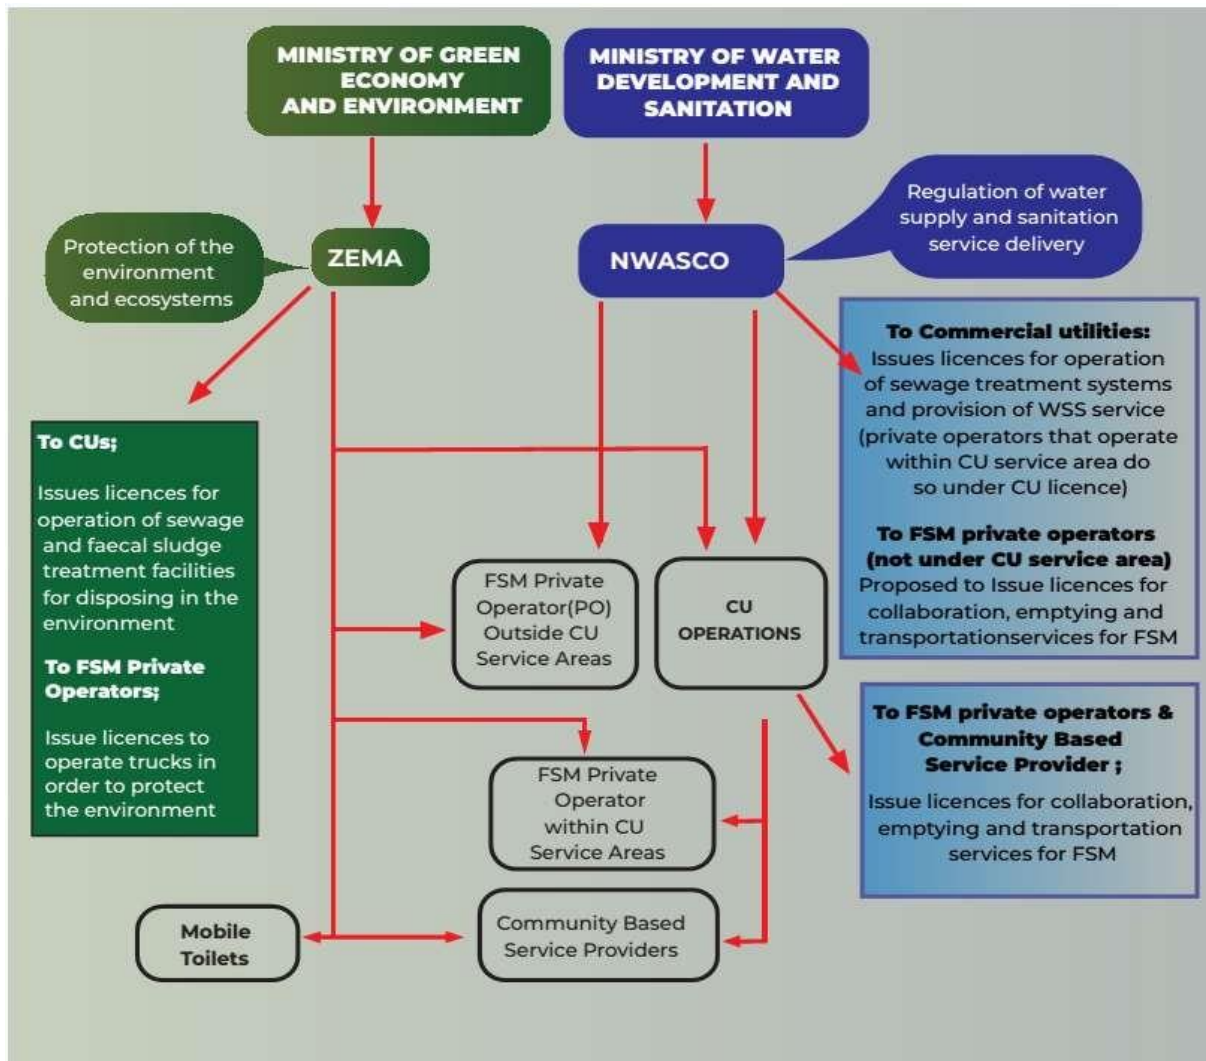 MINISTRY OF GREEN
ECONOMY
AND ENVIRONMENT
MINISTRY OF WATER
DEVELOPMENT AND
SANITATION
Protection of the
environment
and ecosystems
ZEMA
NWASCO
Regulation of water
supply and sanitation
service delivery
To CUs;
Issues licences for
operation of sewage
and faecal sludge
treatment facilities
for disposing in the
environment
To FSM Private
Operators;
Issue licences to
operate trucks in
order to protect
the environment
To Commercial utilities:
Issues licences for operation
of sewage treatment systems
and provision of WSS service
(private operators that operate
within CU service area do
so under CU licence)
To FSM private operators
(not under CU service area)
Proposed to Issue licences for
collaboration, emptying and
transportationservices for FSM
FSM Private
Operator(PO)
Outside CU
Service Areas
CU
OPERATIONS
To FSM private operators &
Community Based
Service Provider ;
Issue licences for collaboration,
emptying and transportation
services for FSM
FSM Private
Operator
within CU
Service Areas
Mobile
Toilets
Community Based
Service Providers